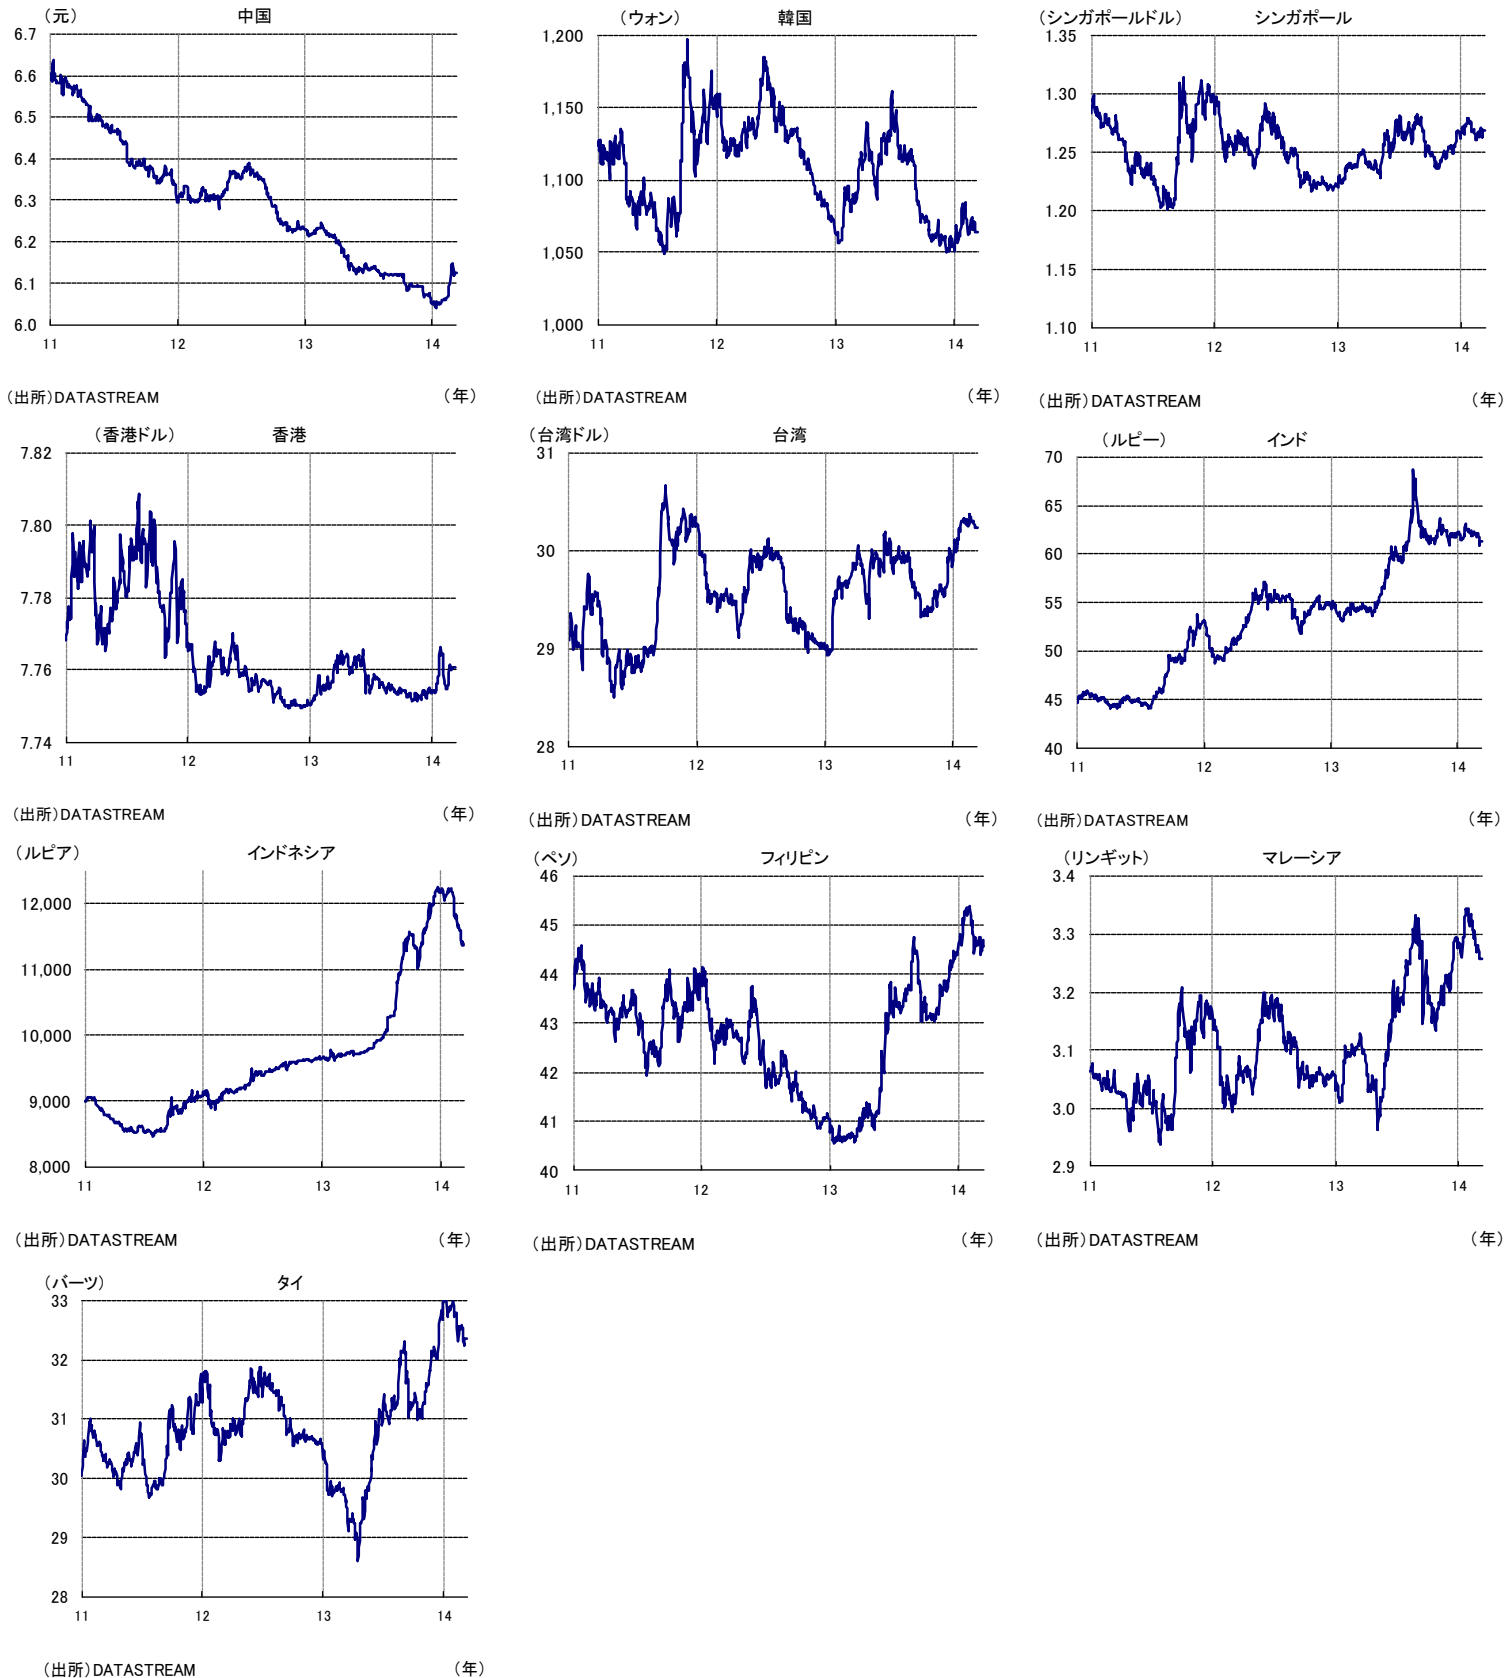 （元） 中国
6.7
6.6
6.5
6.4
6.3
6.2
6.1
6.0
11 12 13 14
（出所）DATASTREAM （年）
（ウォン） 韓国
1,200
1,150
1,100
1,050
1,000
11 12 13 14
（出所）DATASTREAM （年）
（シンガポールドル） シンガポール
1.35
1.30
1.25
1.20
1.15
1.10
11 12 13 14
（出所）DATASTREAM （年）
（香港ドル） 香港
7.82
7.80
7.78
7.76
7.74
11 12 13 14
（出所）DATASTREAM （年）
（台湾ドル） 台湾
31
30
29
28
11 12 13 14
（出所）DATASTREAM （年）
（ルピー） インド
70
65
60
55
50
45
40
11 12 13 14
（出所）DATASTREAM （年）
（ルピア） インドネシア
12,000
11,000
10,000
9,000
8,000
11 12 13 14
（出所）DATASTREAM （年）
（ペソ） フィリピン
46
45
44
43
42
41
40
11 12 13 14
（出所）DATASTREAM （年）
（リンギット） マレーシア
3.4
3.3
3.2
3.1
3.0
2.9
11 12 13 14
（出所）DATASTREAM （年）
（バーツ） タイ
33
32
31
30
29
28
11 12 13 14
（出所）DATASTREAM （年）